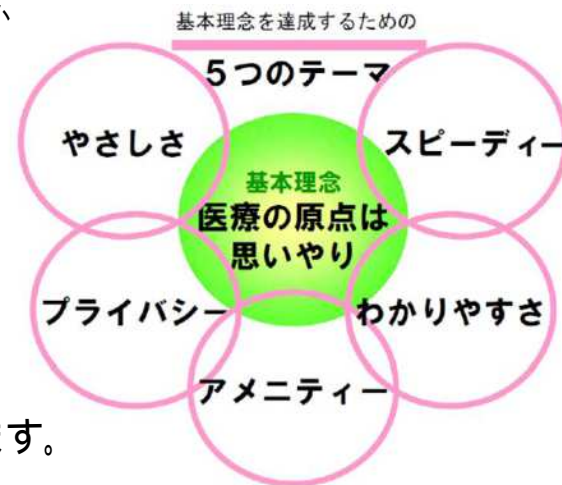 基本理念を達成するための
5つのテーマ
やさしさ
スピーディー
基本理念
医療の原点は
思いやり
プライバシー
わかりやすさ
アメニティー
す。